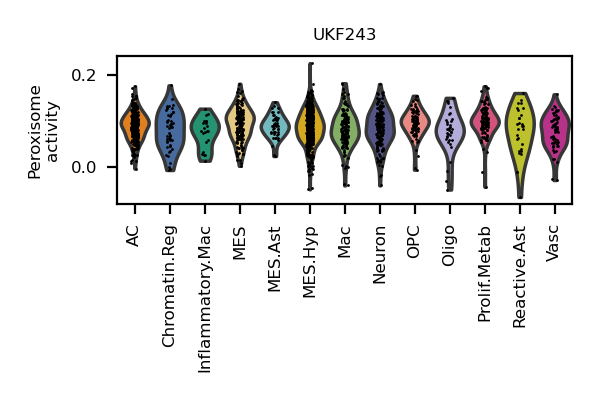 UKF243
Peroxisome
activity
0.2
0.0
AC
Chromatin.Reg
Inflammatory.Mac
MES
MES.Ast
MES.Hyp
Mac
Neuron
OPC
Oligo
Prolif.Metab
Reactive.Ast
Vasc